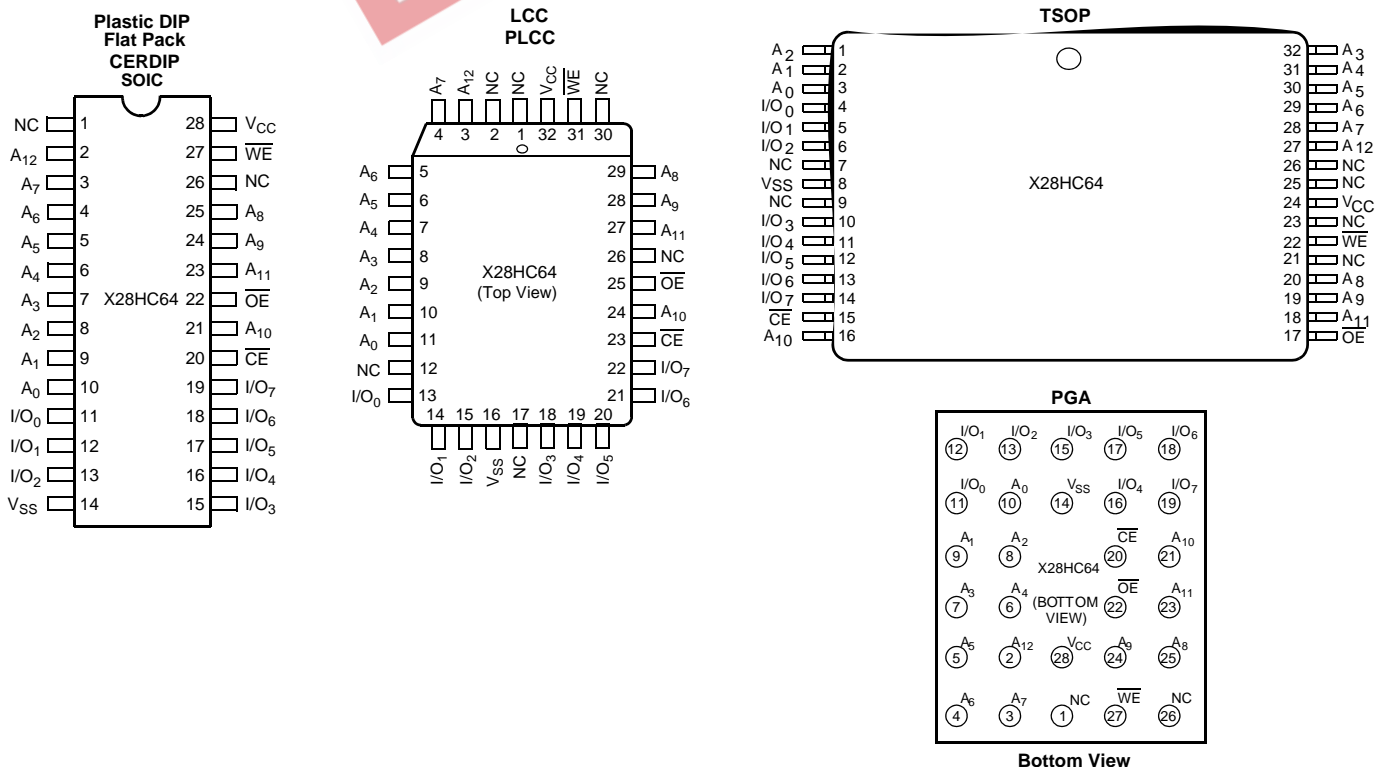 Plastic DIP
Flat Pack
CERDIP
SOIC
NC 1 28 VCC
A12 2 27 WE
A7 3 26 NC
A6 4 25 A8
A5 5 24 A9
A4 6 23 A11
A3 7 X28HC64 22 OE
A2 8 21 A10
A1 9 20 CE
A0 10 19 I/O7
I/O0 11 18 I/O6
I/O1 12 17 I/O5
I/O2 13 16 I/O4
VSS 14 15 I/O3
LCC
PLCC
A7 A12 NC NC VCC WE NC
4 3 2 1 32 31 30
A6 5 29 A8
A5 6 28 A9
A4 7 27 A11
A3 8 26 NC
X28HC64
(Top View)
A2 9 25 OE
A1 10 24 A10
A0 11 23 CE
NC 12 22 I/O7
I/O0 13 21 I/O6
14 15 16 17 18 19 20
I/O1 I/O2 VSS NC I/O3 I/O4 I/O5
TSOP
A2 1 32 A3
A1 2 31 A4
A0 3 30 A5
I/O0 4 29 A6
I/O1 5 28 A7
I/O2 6 27 A12
NC 7 26 NC
VSS 8 X28HC64 25 NC
NC 9 24 VCC
I/O3 10 23 NC
I/O4 11 22 WE
I/O5 12 21 NC
I/O6 13 20 A8
I/O7 14 19 A9
CE 15 18 A11
A10 16 17 OE
PGA
I/O1 I/O2 I/O3 I/O5 I/O6
12 13 15 17 18
I/O0 A0 VSS I/O4 I/O7
11 10 14 16 19
A1 A2 CE A10
9 8 20 21
X28HC64
A3 A4 OE A11
7 6 (BOTTOM 22 23
VIEW)
A5 A12 VCC A9 A8
5 2 28 24 25
A6 A7 NC WE NC
4 3 1 27 26
Bottom View